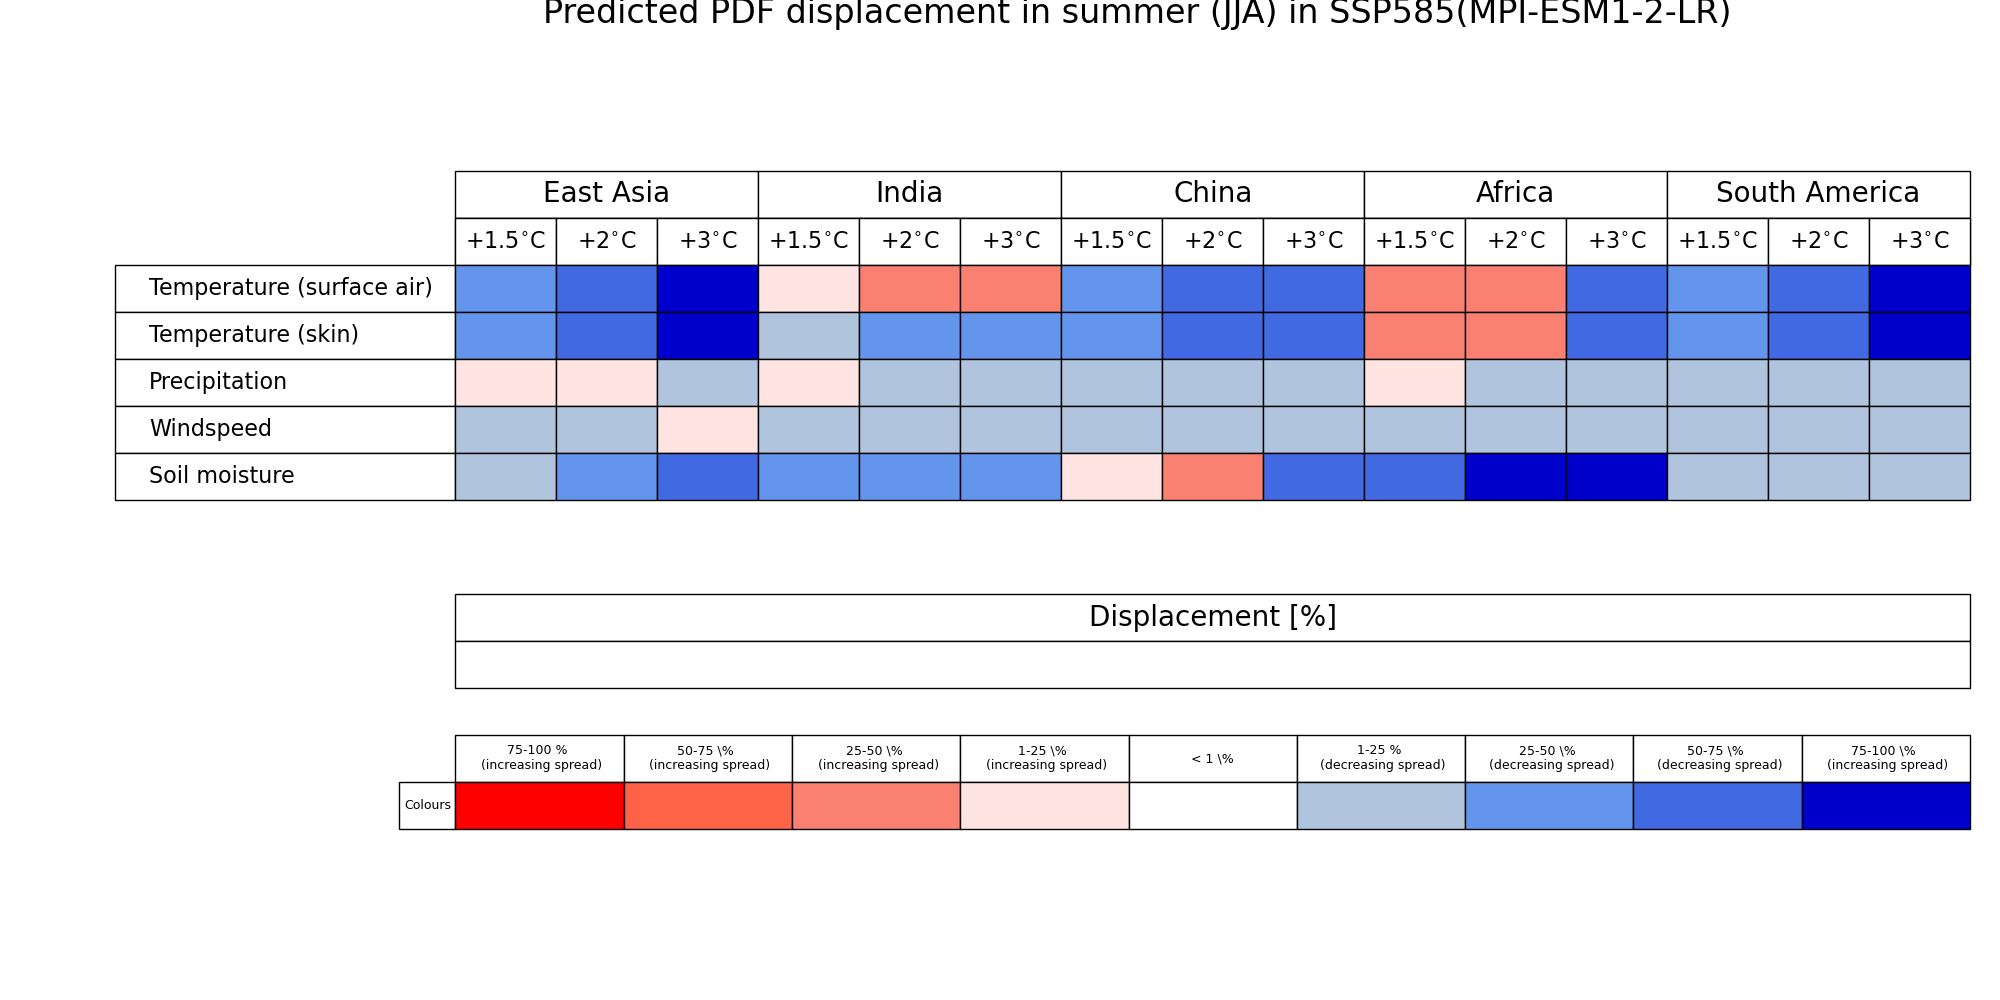 Predicted PDF displacement in summer (JJA) in SSP585(MPI-ESM1-2-LR)
East Asia India China Africa South America
+1.5°C +2°C +3°C +1.5°C +2°C +3°C +1.5°C +2°C +3°C +1.5°C +2°C +3°C +1.5°C +2°C +3°C
Temperature (surface air)
Temperature (skin)
Precipitation
Windspeed
Soil moisture
Displacement [%]
75-100 %
(increasing spread)
50-75 \%
(increasing spread)
25-50 \%
(increasing spread)
1-25 \%
(increasing spread)
< 1 \%
1-25 %
(decreasing spread)
25-50 \%
(decreasing spread)
50-75 \%
(decreasing spread)
75-100 \%
(increasing spread)
Colours